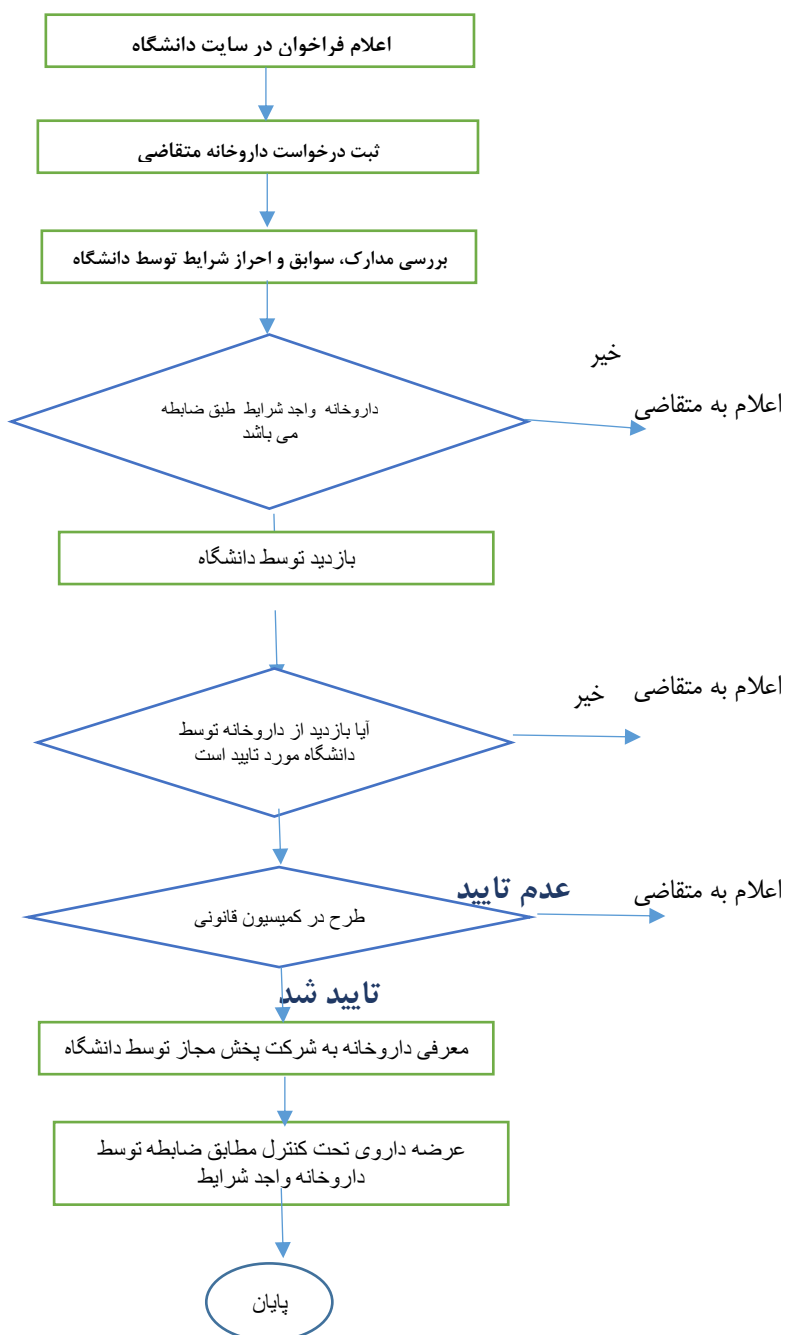 اعلام فراخوان در سایت دانشگاه
ثبت درخواست داروخانه متقاضی
بررسی مدارک، سوابق و احراز شرایط توسط دانشگاه
خیر
اعلام به متقاضی
داروخانه واجد شرایط طبق ضابطه
می باشد
بازدید توسط دانشگاه
اعلام به متقاضی
خیر
آیا بازدید از داروخانه توسط
دانشگاه مورد تایید است
اعلام به متقاضی
عدم تایید
طرح در کمیسیون قانونی
تایید شد
معرفی داروخانه به شرکت پخش مجاز توسط دانشگاه
عرضه داروی تحت کنترل مطابق ضابطه توسط
داروخانه واجد شرایط
پایان